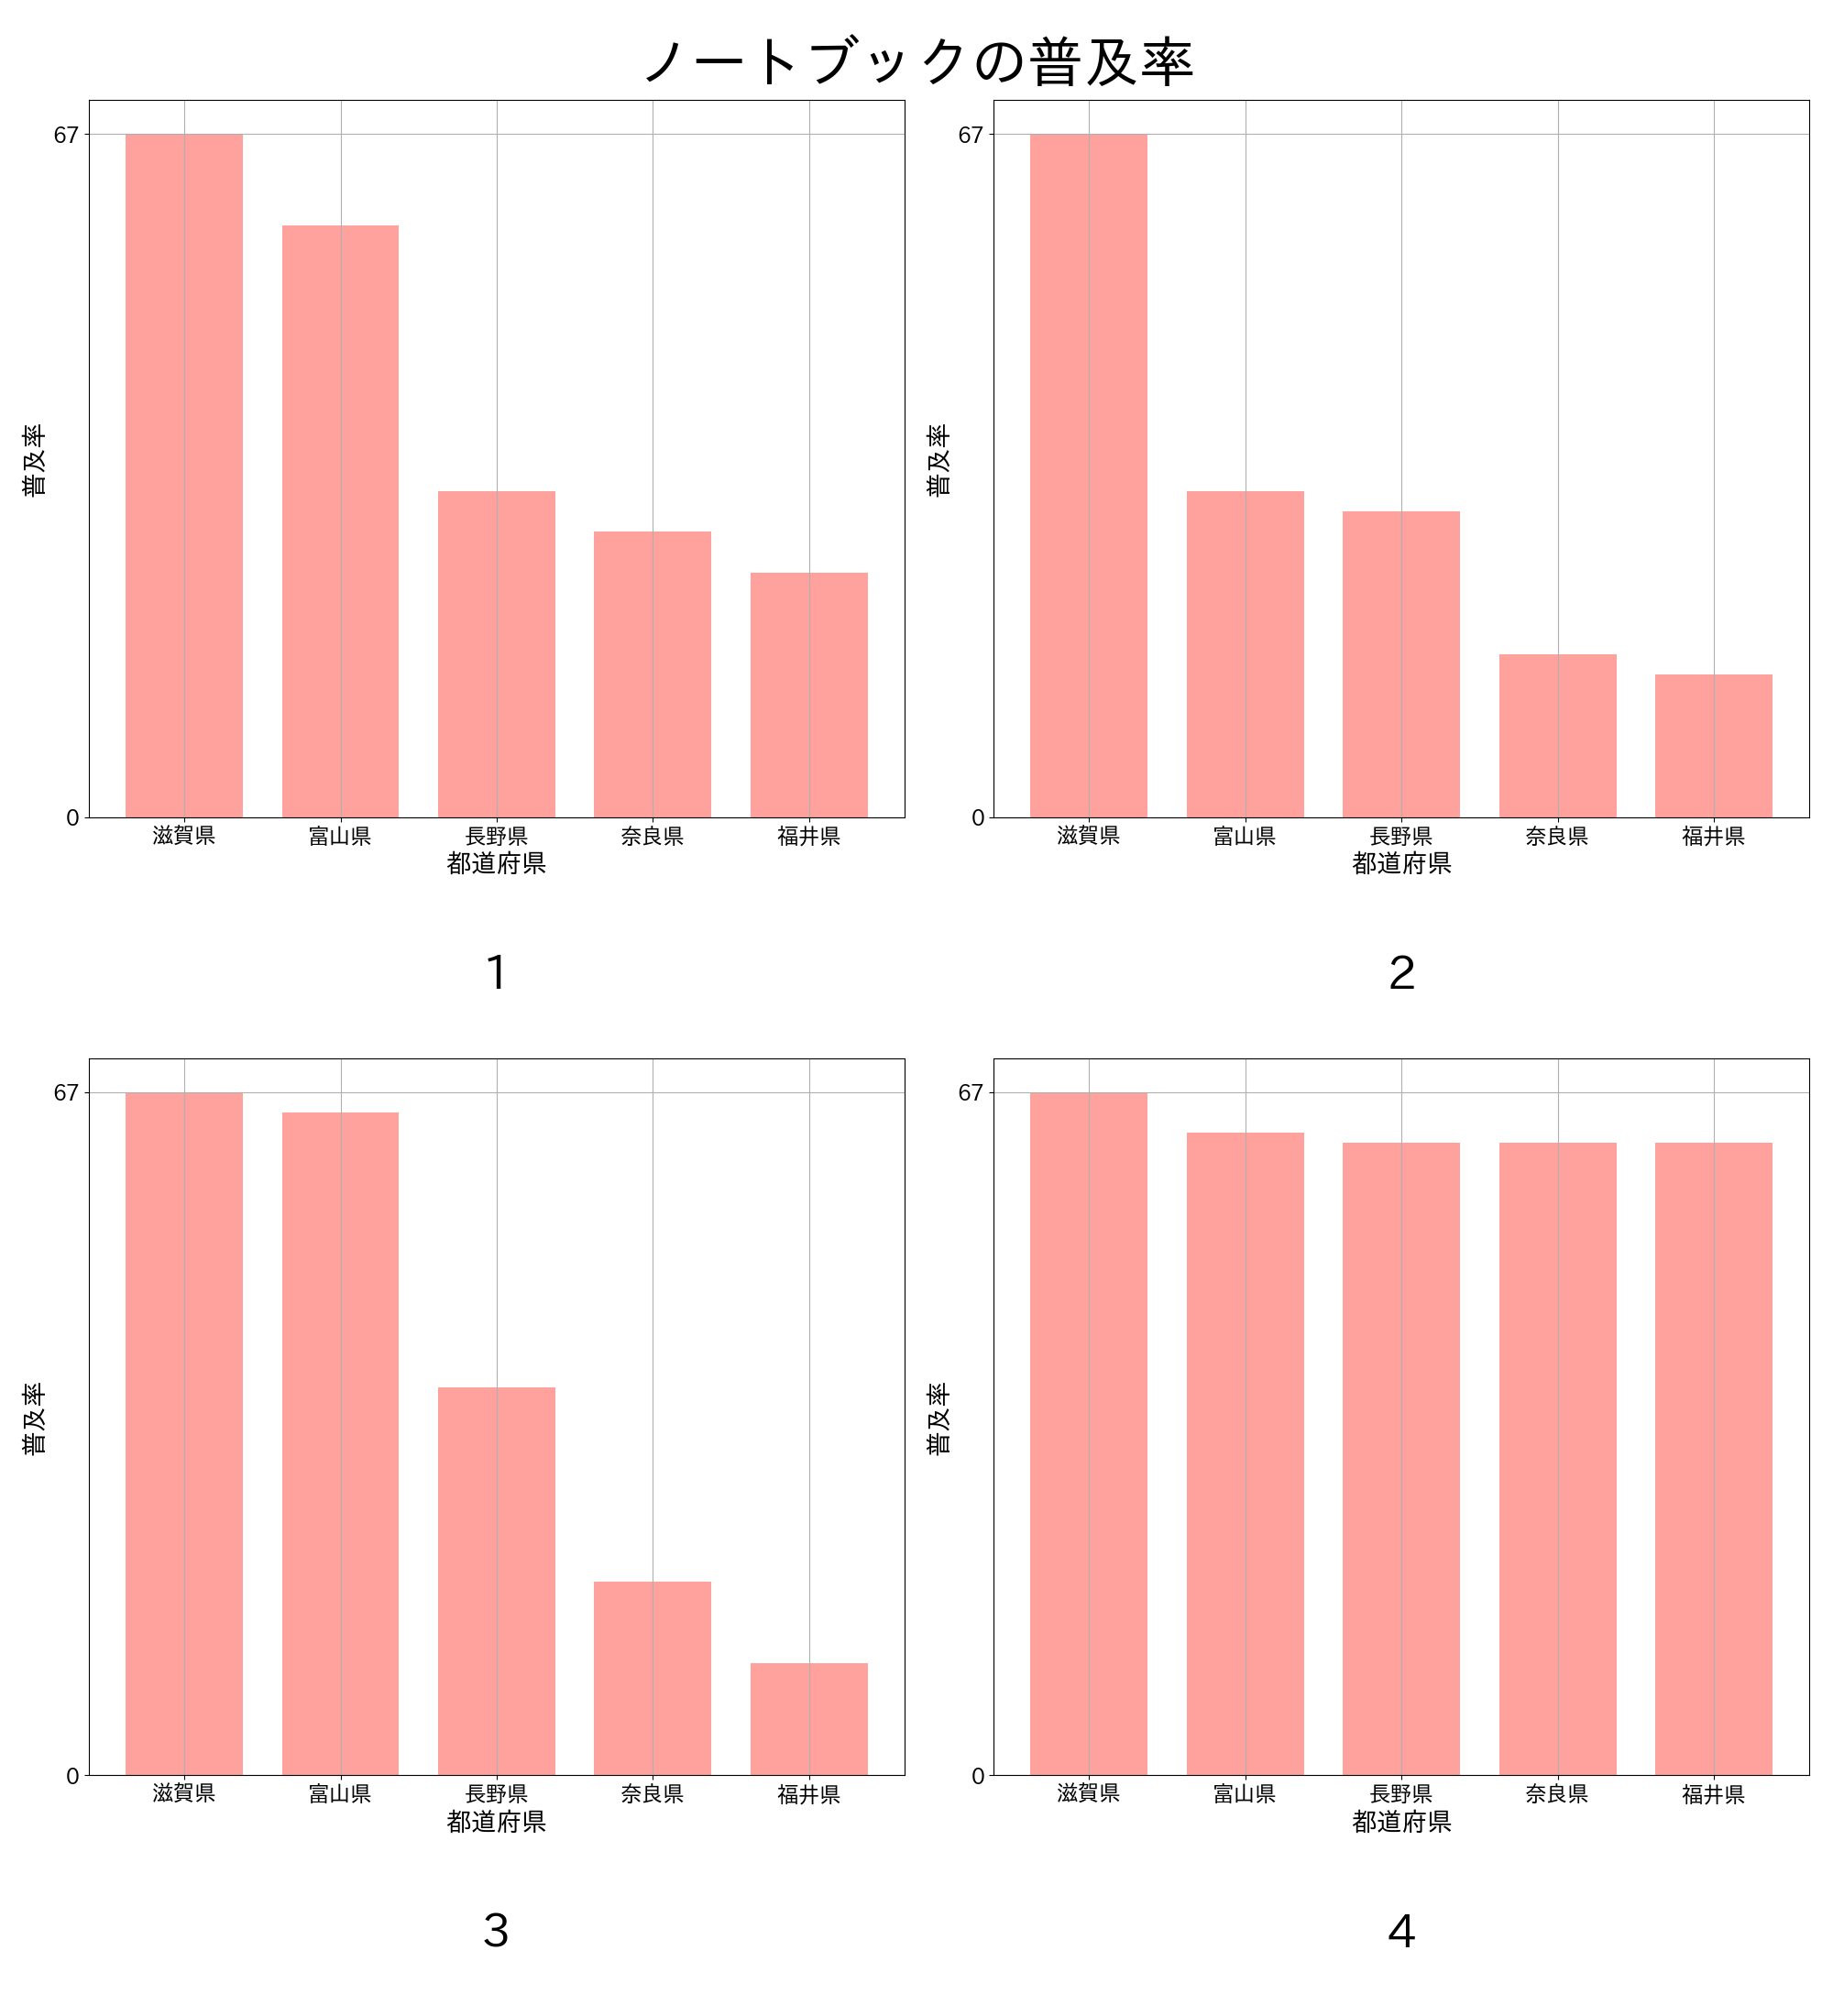 ノートブックの普及率
67
0
普及率
滋賀県 富山県 長野県 奈良県 福井県
都道府県
1
67
0
普及率
滋賀県 富山県 長野県 奈良県 福井県
都道府県
2
67
0
普及率
滋賀県 富山県 長野県 奈良県 福井県
都道府県
3
67
0
普及率
滋賀県 富山県 長野県 奈良県 福井県
都道府県
4